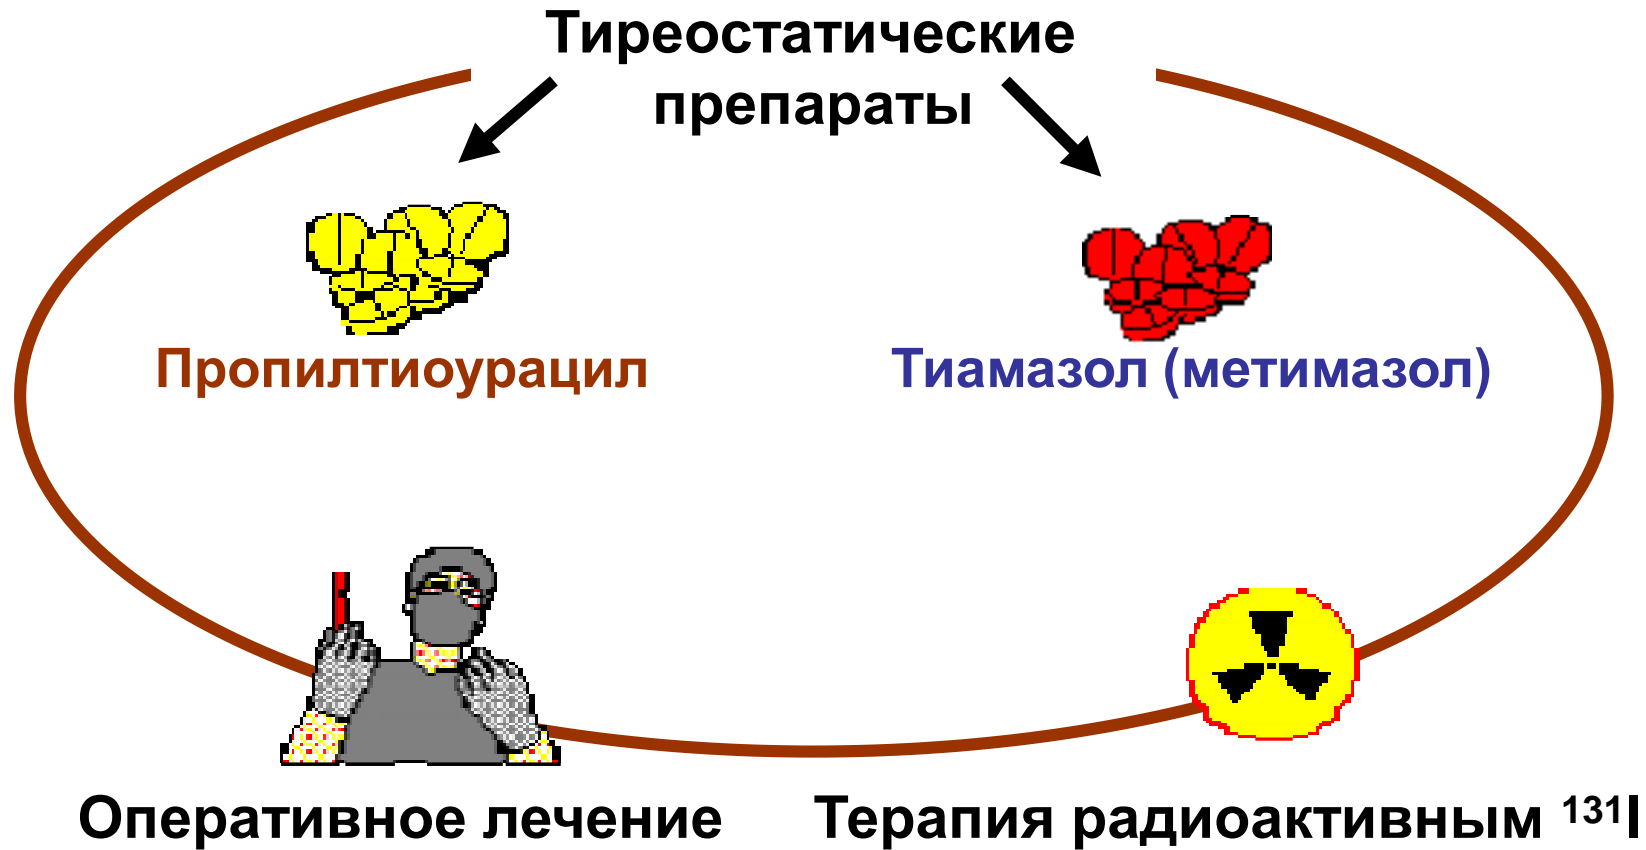 Тиреостатические
препараты
Пропилтиоурацил
Тиамазол (метимазол)
Оперативное лечение
Терапия радиоактивным ¹³¹I